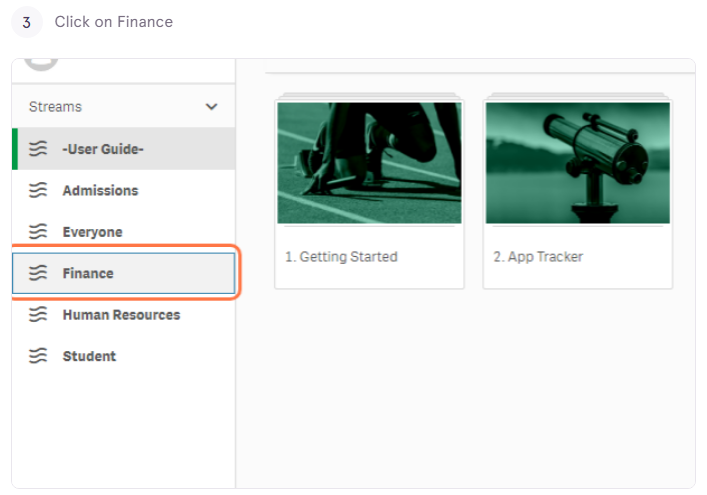 3 Click on Finance
Streams
-User Guide-
Admissions
Everyone
Finance
Human Resources
Student
1. Getting Started
2. App Tracker